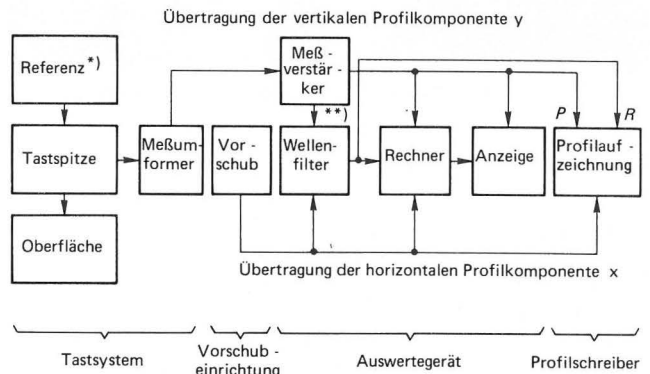 Übertragung der vertikalen Profilkomponente y
Referenz*)
Meß -
verstär -
ker
**)
P
R
Tastspitze
Meßum-
former
Vor -
schub
Wellen-
filter
Rechner
Anzeige
Profilauf -
zeichnung
Oberfläche
Übertragung der horizontalen Profilkomponente x
Tastsystem
Vorschub -
einrichtung
Auswertegerät
Profilschreiber